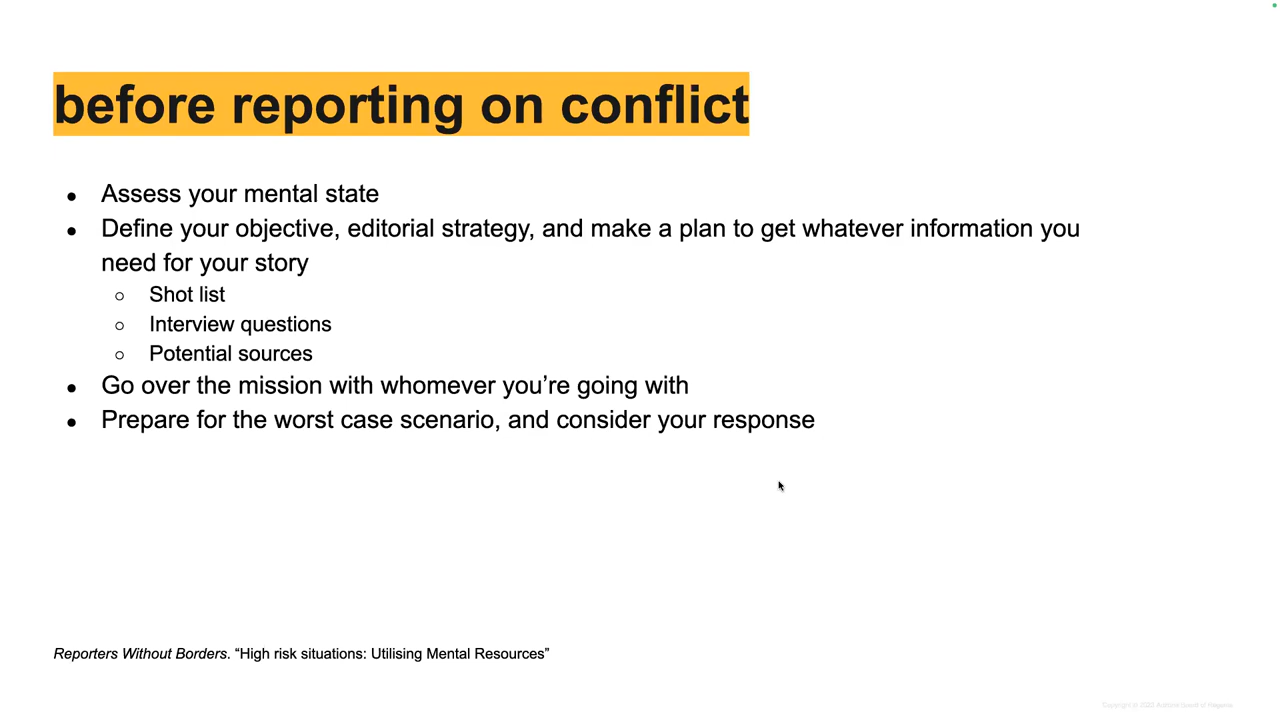 before reporting on conflict
● Assess your mental state
● Define your objective, editorial strategy, and make a plan to get whatever information you
need for your story
○ Shot list
○ Interview questions
○ Potential sources
● Go over the mission with whomever you’re going with
● Prepare for the worst case scenario, and consider your response
Reporters Without Borders. “High risk situations: Utilising Mental Resources”
Copyright ©